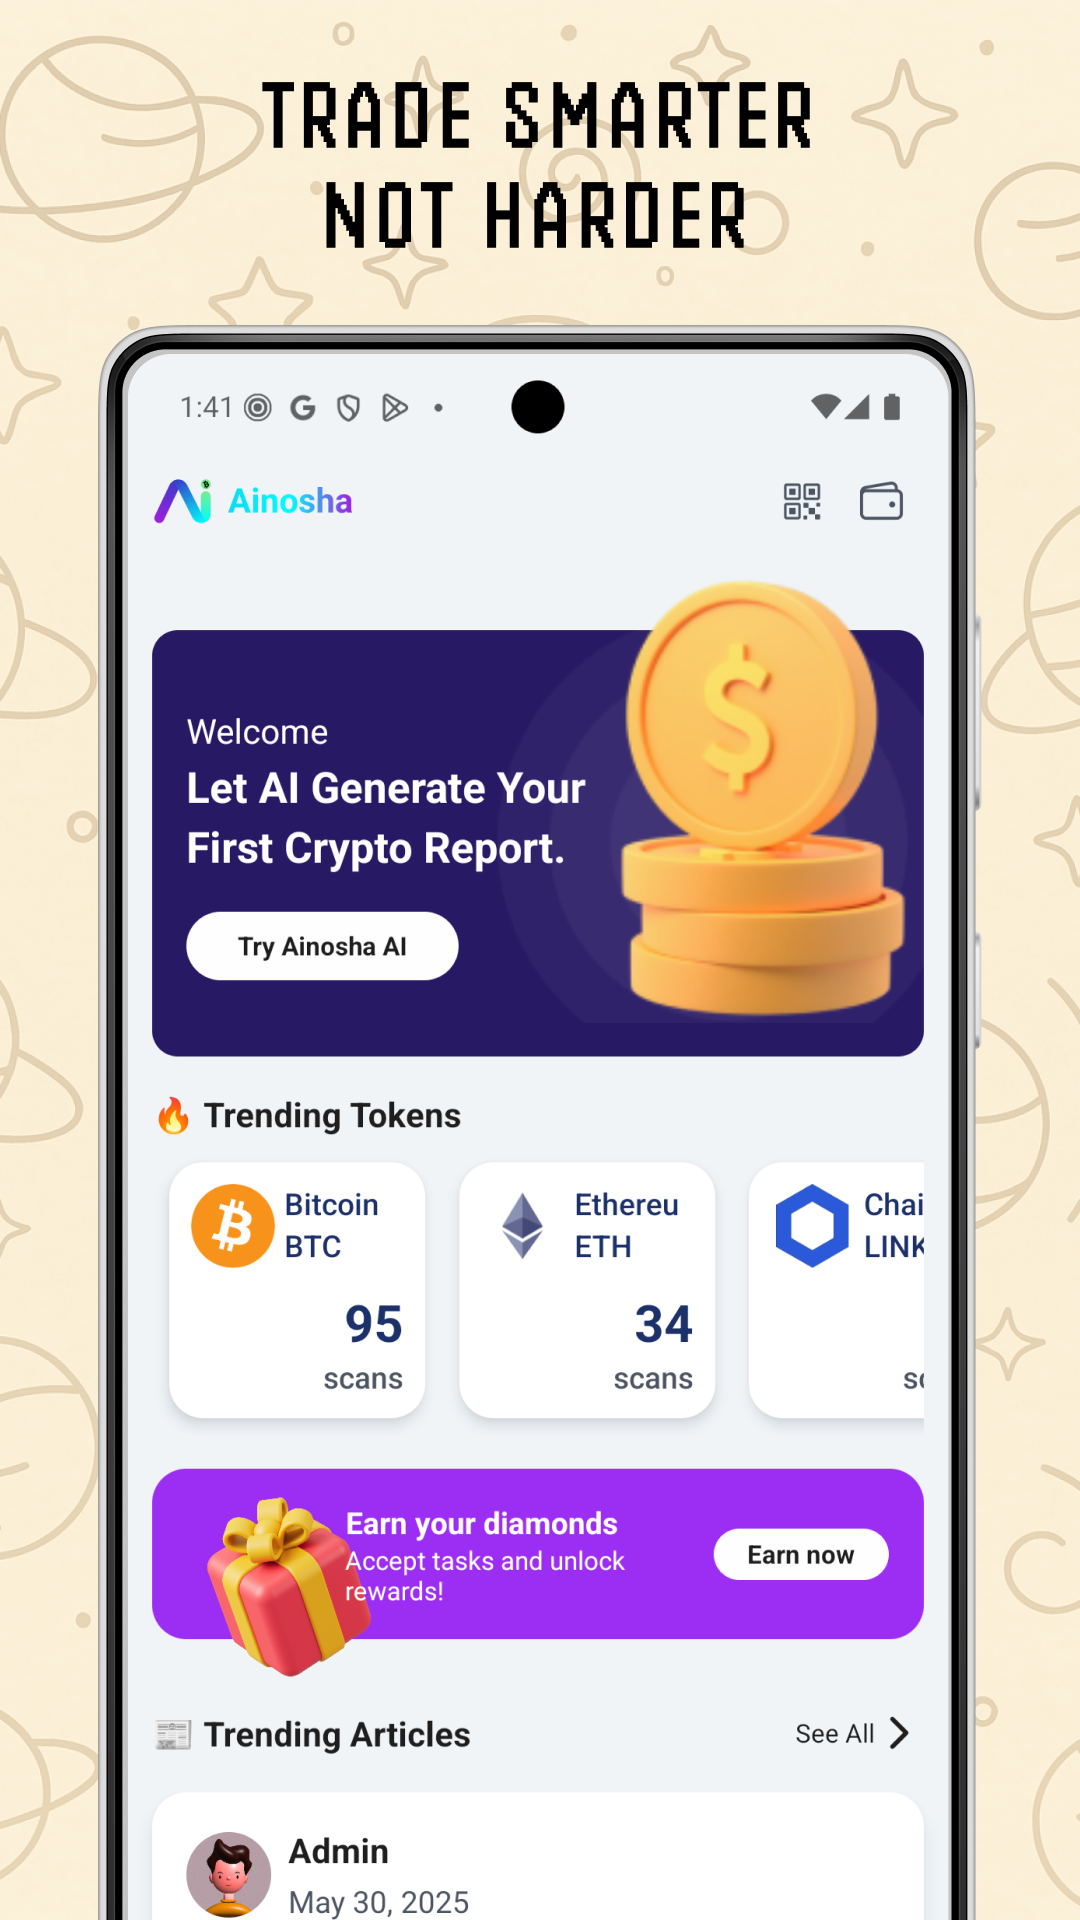 TRADE SMARTER
NOT HARDER
1:41
Ainosha
Welcome
Let AI Generate Your
First Crypto Report.
Try Ainosha AI
🔥 Trending Tokens
Bitcoin
BTC
95
scans
Ethereu
ETH
34
scans
Chai
LINK
sc
Earn your diamonds
Accept tasks and unlock
rewards!
Earn now
📰 Trending Articles
See All
Admin
May 30, 2025